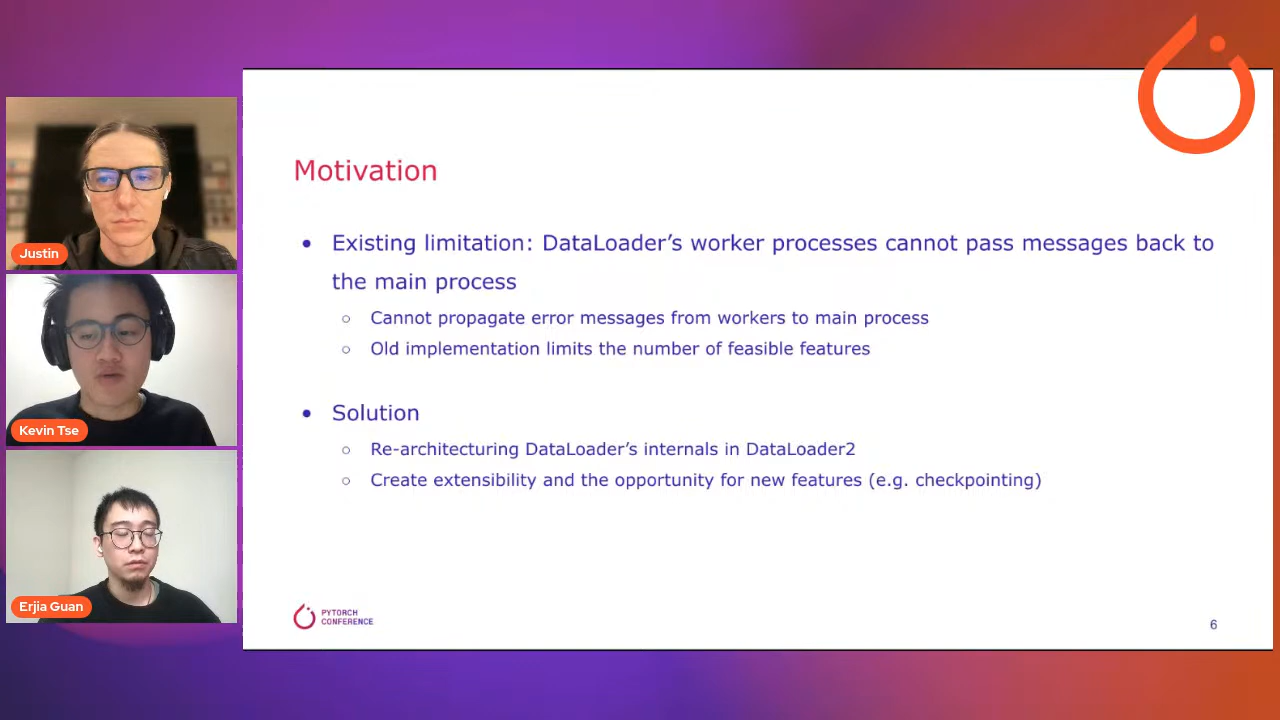 Justin
Kevin Tse
Erjia Guan
Motivation
• Existing limitation: DataLoader’s worker processes cannot pass messages back to
the main process
○ Cannot propagate error messages from workers to main process
○ Old implementation limits the number of feasible features
• Solution
○ Re-architecturing DataLoader’s internals in DataLoader2
○ Create extensibility and the opportunity for new features (e.g. checkpointing)
PYTORCH
CONFERENCE
6